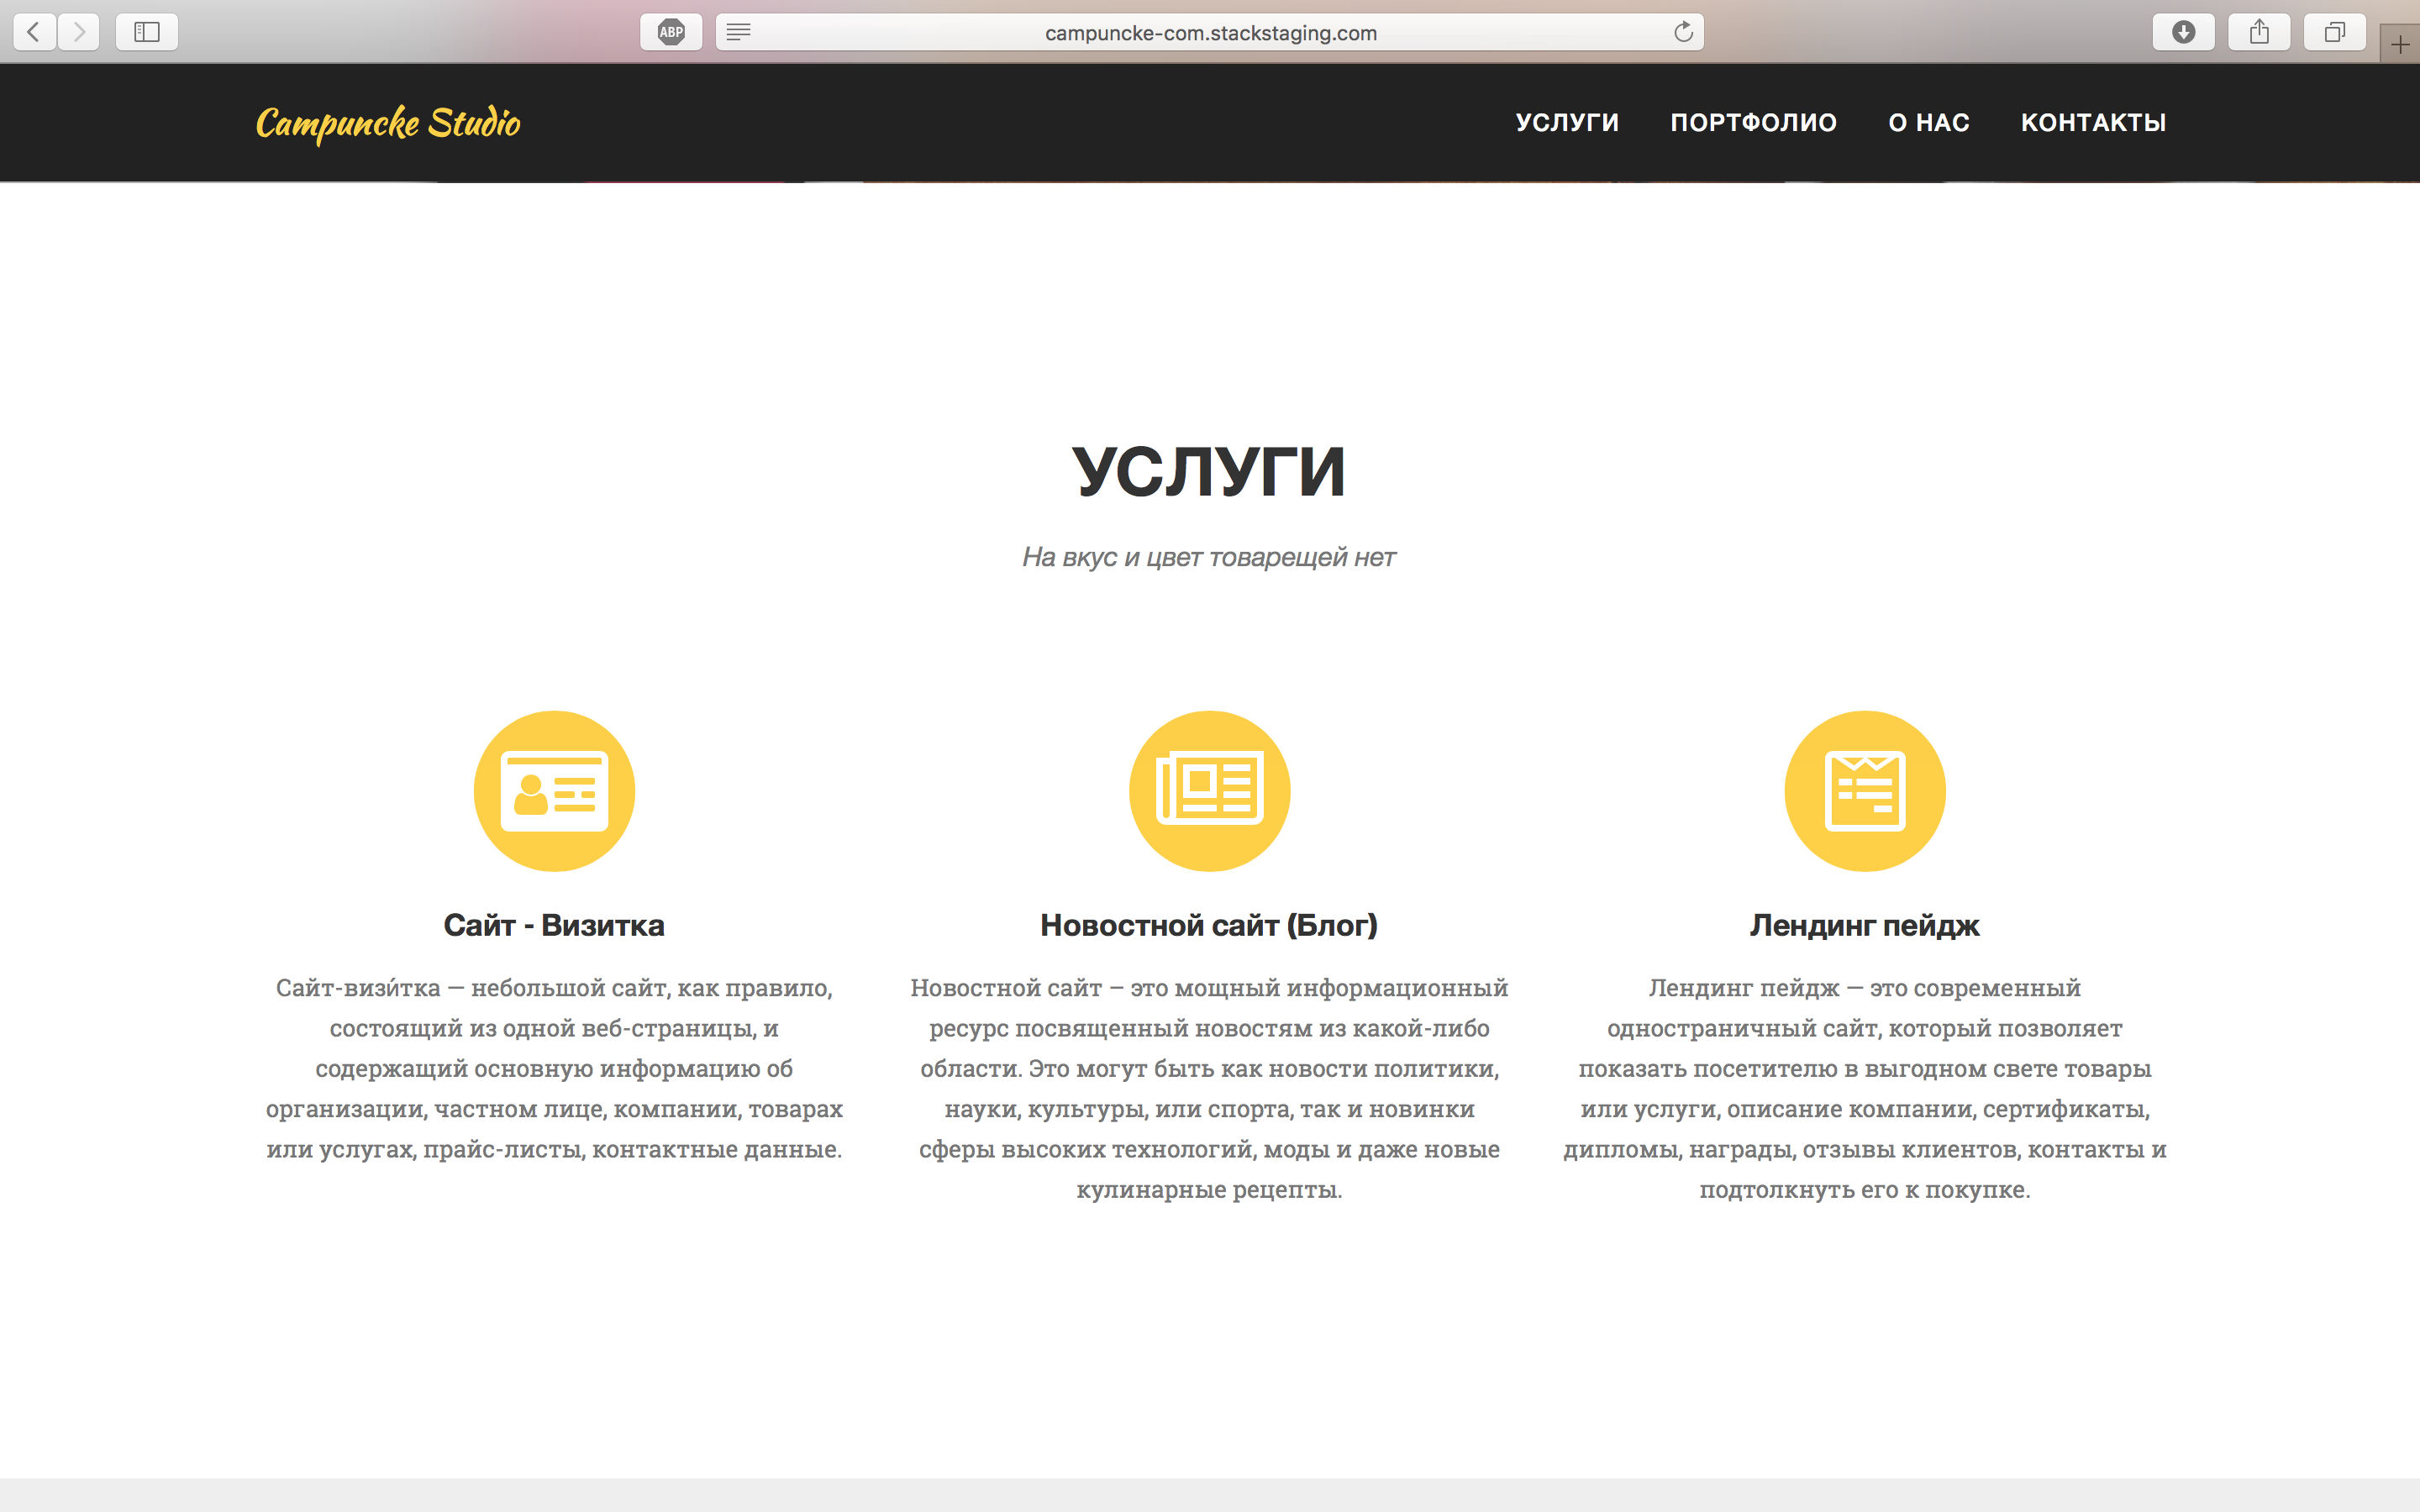 ABP
campuncke-com.stackstaging.com
Campuncke Studio
УСЛУГИ ПОРТФОЛИО О НАС КОНТАКТЫ
УСЛУГИ
На вкус и цвет товарещей нет
Сайт - Визитка
Сайт-визи́тка — небольшой сайт, как правило,
состоящий из одной веб-страницы, и
содержащий основную информацию об
организации, частном лице, компании, товарах
или услугах, прайс-листы, контактные данные.
Новостной сайт (Блог)
Новостной сайт – это мощный информационный
ресурс посвященный новостям из какой-либо
области. Это могут быть как новости политики,
науки, культуры, или спорта, так и новинки
сферы высоких технологий, моды и даже новые
кулинарные рецепты.
Лендинг пейдж
Лендинг пейдж — это современный
одностраничный сайт, который позволяет
показать посетителю в выгодном свете товары
или услуги, описание компании, сертификаты,
дипломы, награды, отзывы клиентов, контакты и
подтолкнуть его к покупке.